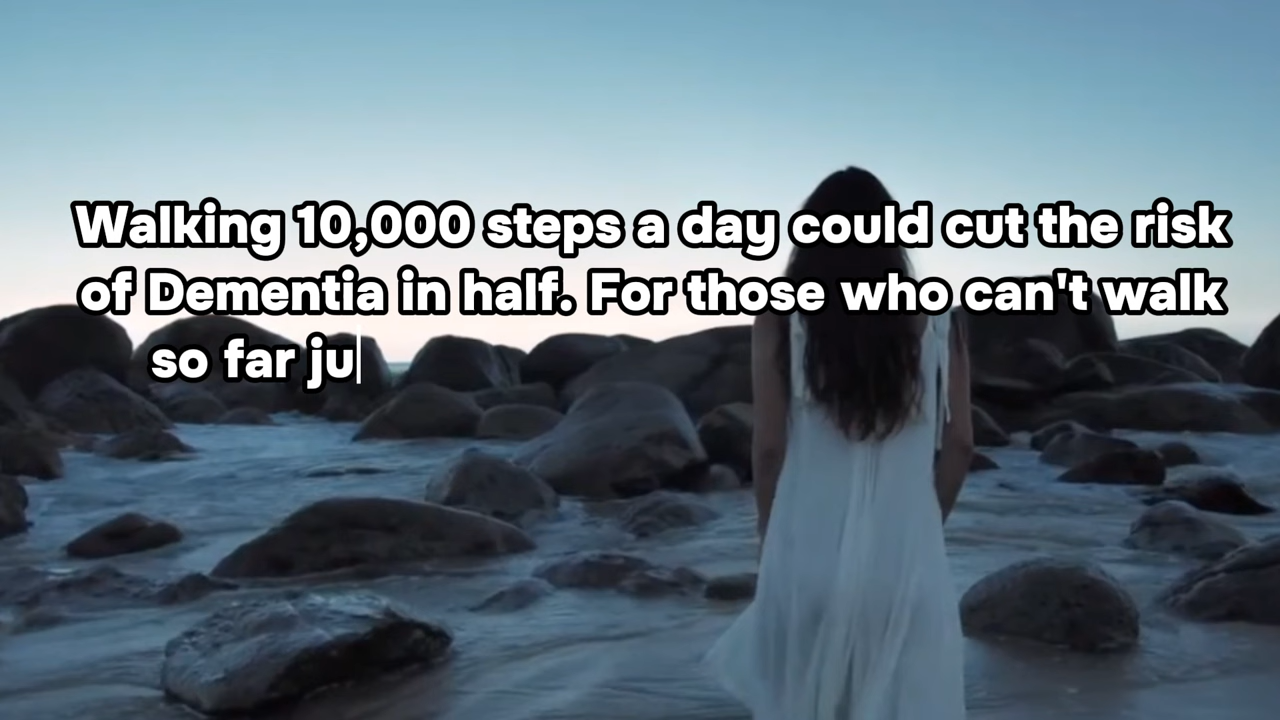 Walking 10,000 steps a day could cut the risk
of Dementia in half. For those who can't walk
so far ju